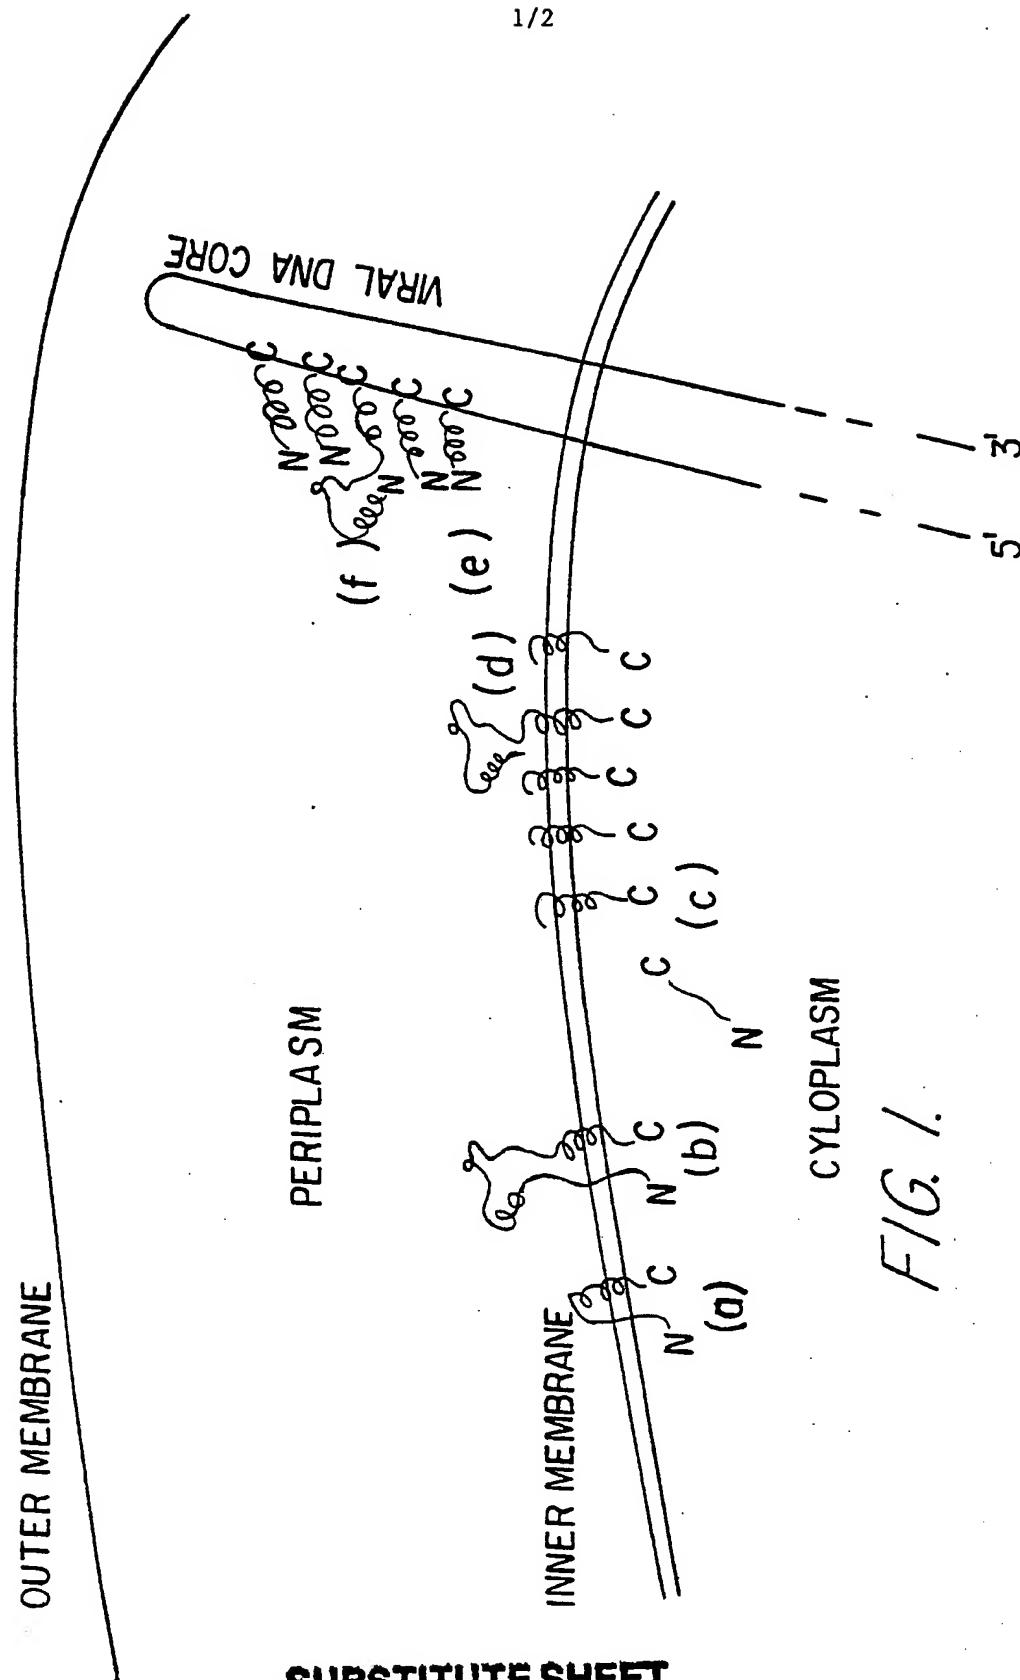 1/2
OUTER MEMBRANE
PERIPLASM
INNER MEMBRANE
VIRAL DNA CORE
C
C
C
C
C
N
N
N
N
N
(f)
(e)
(d)
C
C
C
C
C
(c)
C
N
C
N
(b)
C
N
(a)
5'
3'
CYLOPLASM
FIG. 1.
SUBSTITUTE SHEET